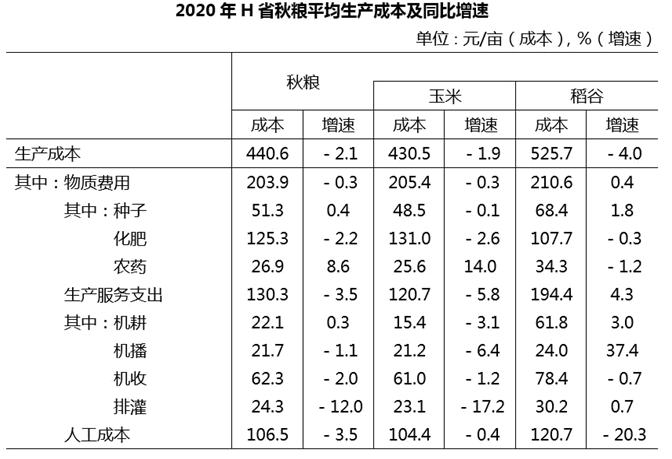 2020 年 H 省秋粮平均生产成本及同比增速
单位：元/亩（成本），%（增速）
秋粮
玉米 稻谷
成本 增速 成本 增速 成本 增速
生产成本 440.6 - 2.1 430.5 - 1.9 525.7 - 4.0
其中：物质费用 203.9 - 0.3 205.4 - 0.3 210.6 0.4
其中：种子 51.3 0.4 48.5 - 0.1 68.4 1.8
化肥 125.3 - 2.2 131.0 - 2.6 107.7 - 0.3
农药 26.9 8.6 25.6 14.0 34.3 - 1.2
生产服务支出 130.3 - 3.5 120.7 - 5.8 194.4 4.3
其中：机耕 22.1 0.3 15.4 - 3.1 61.8 3.0
机播 21.7 - 1.1 21.2 - 6.4 24.0 37.4
机收 62.3 - 2.0 61.0 - 1.2 78.4 - 0.7
排灌 24.3 - 12.0 23.1 - 17.2 30.2 0.7
人工成本 106.5 - 3.5 104.4 - 0.4 120.7 - 20.3